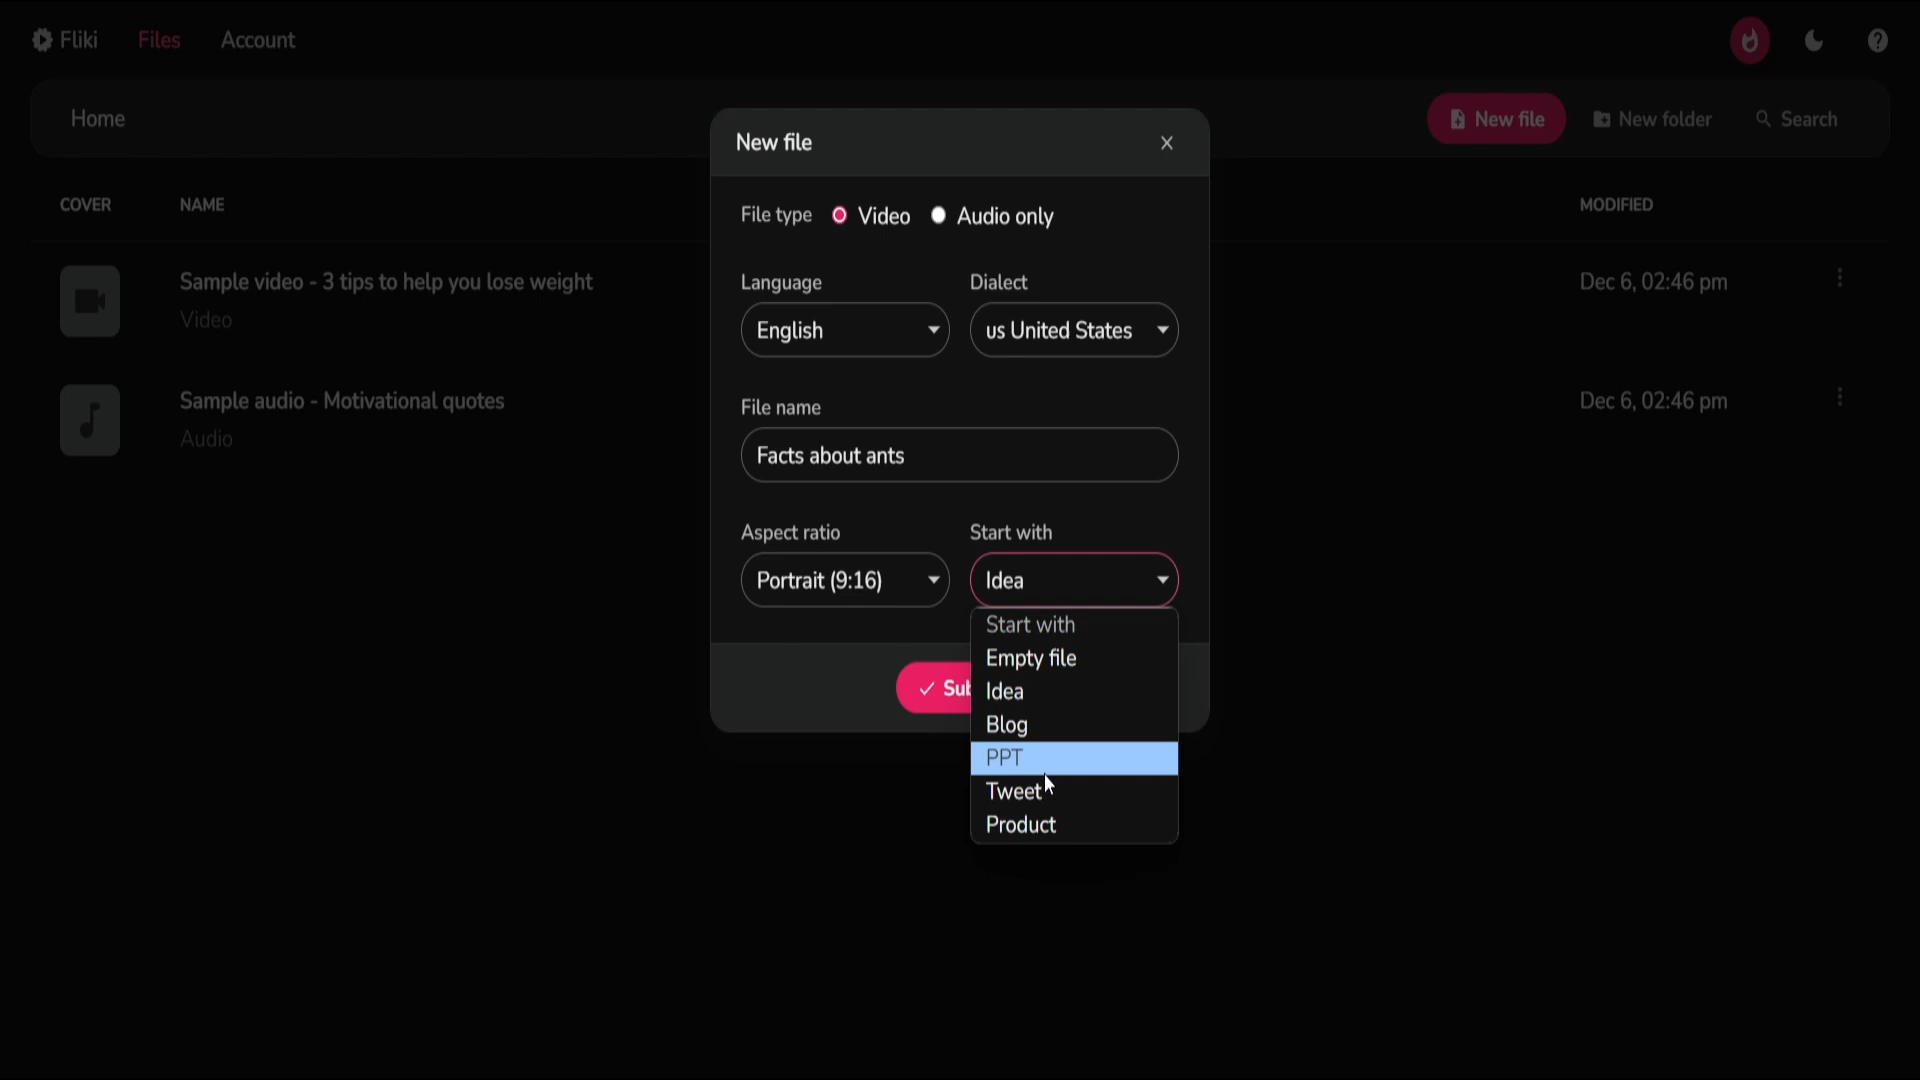 Fliki
Files
Account
Home
New file
New folder
Search
COVER
NAME
MODIFIED
Sample video - 3 tips to help you lose weight
Video
Dec 6, 02:46 pm
Sample audio - Motivational quotes
Audio
Dec 6, 02:46 pm
New file
File type
Video
Audio only
Language
Dialect
English
us United States
File name
Facts about ants
Aspect ratio
Start with
Portrait (9:16)
Idea
Start with
Empty file
Idea
Blog
PPT
Tweet
Product
Sub